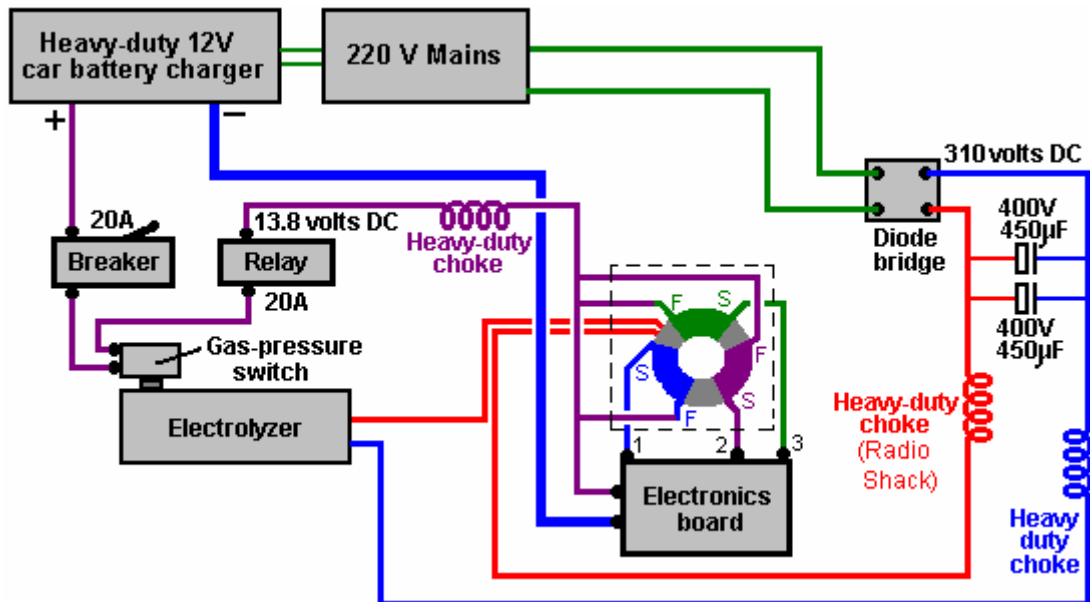 Heavy-duty 12V
car battery charger
220 V Mains
+
−
310 volts DC
20A
13.8 volts DC
Heavy-duty
choke
Breaker
Relay
20A
Diode
bridge
400V
450µF
400V
450µF
Gas-pressure
switch
F
S
F
S
S
F
Electrolyzer
1
2
3
Electronics
board
Heavy-duty
choke
(Radio
Shack)
Heavy
duty
choke